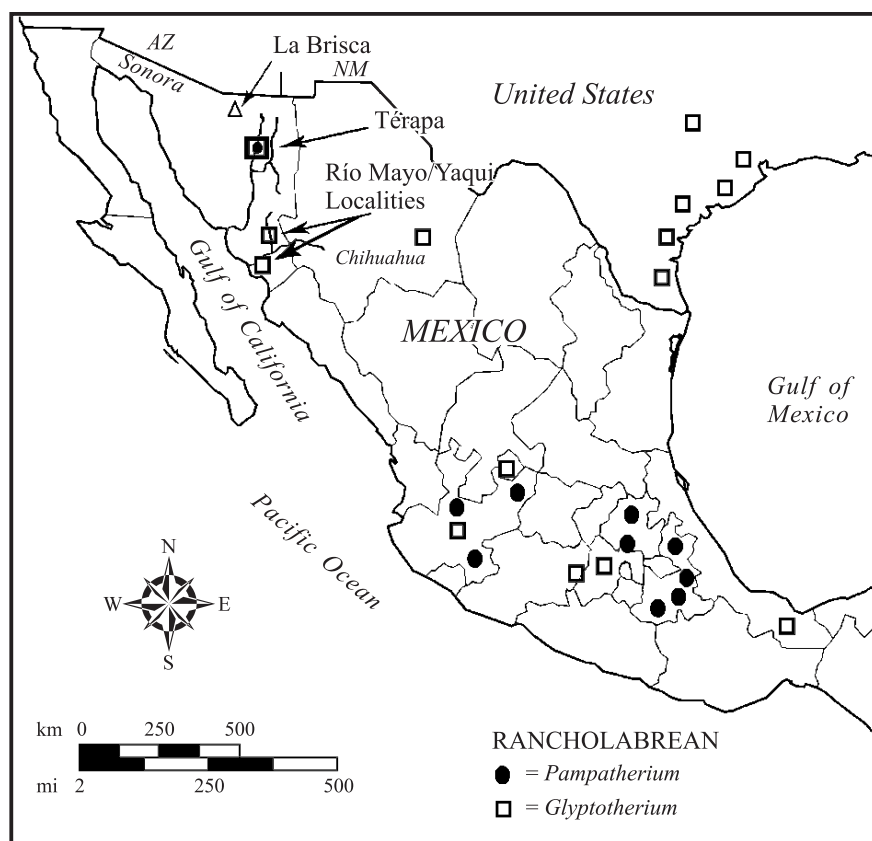 AZ
La Brisca
Sonora
NM
United States
Térapa
Río Mayo/Yaqui
Localities
Chihuahua
Gulf of California
MEXICO
Gulf of
Mexico
Pacific Ocean
N
W
E
S
km 0 250 500
mi 2 250 500
RANCHOLABREAN
= Pampatherium
= Glyptotherium